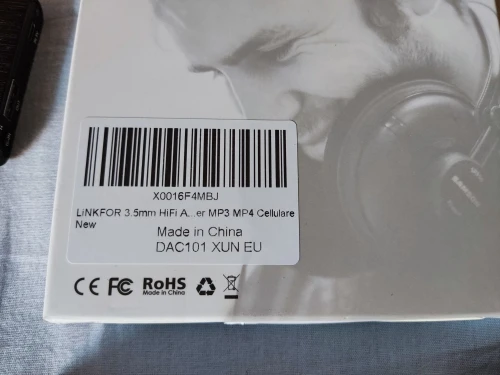 X0016F4MBJ
LiNKFOR 3.5mm HiFi A...er MP3 MP4 Cellulare
New
Made in China
DAC101 XUN EU
CE FC RoHS
Made in China